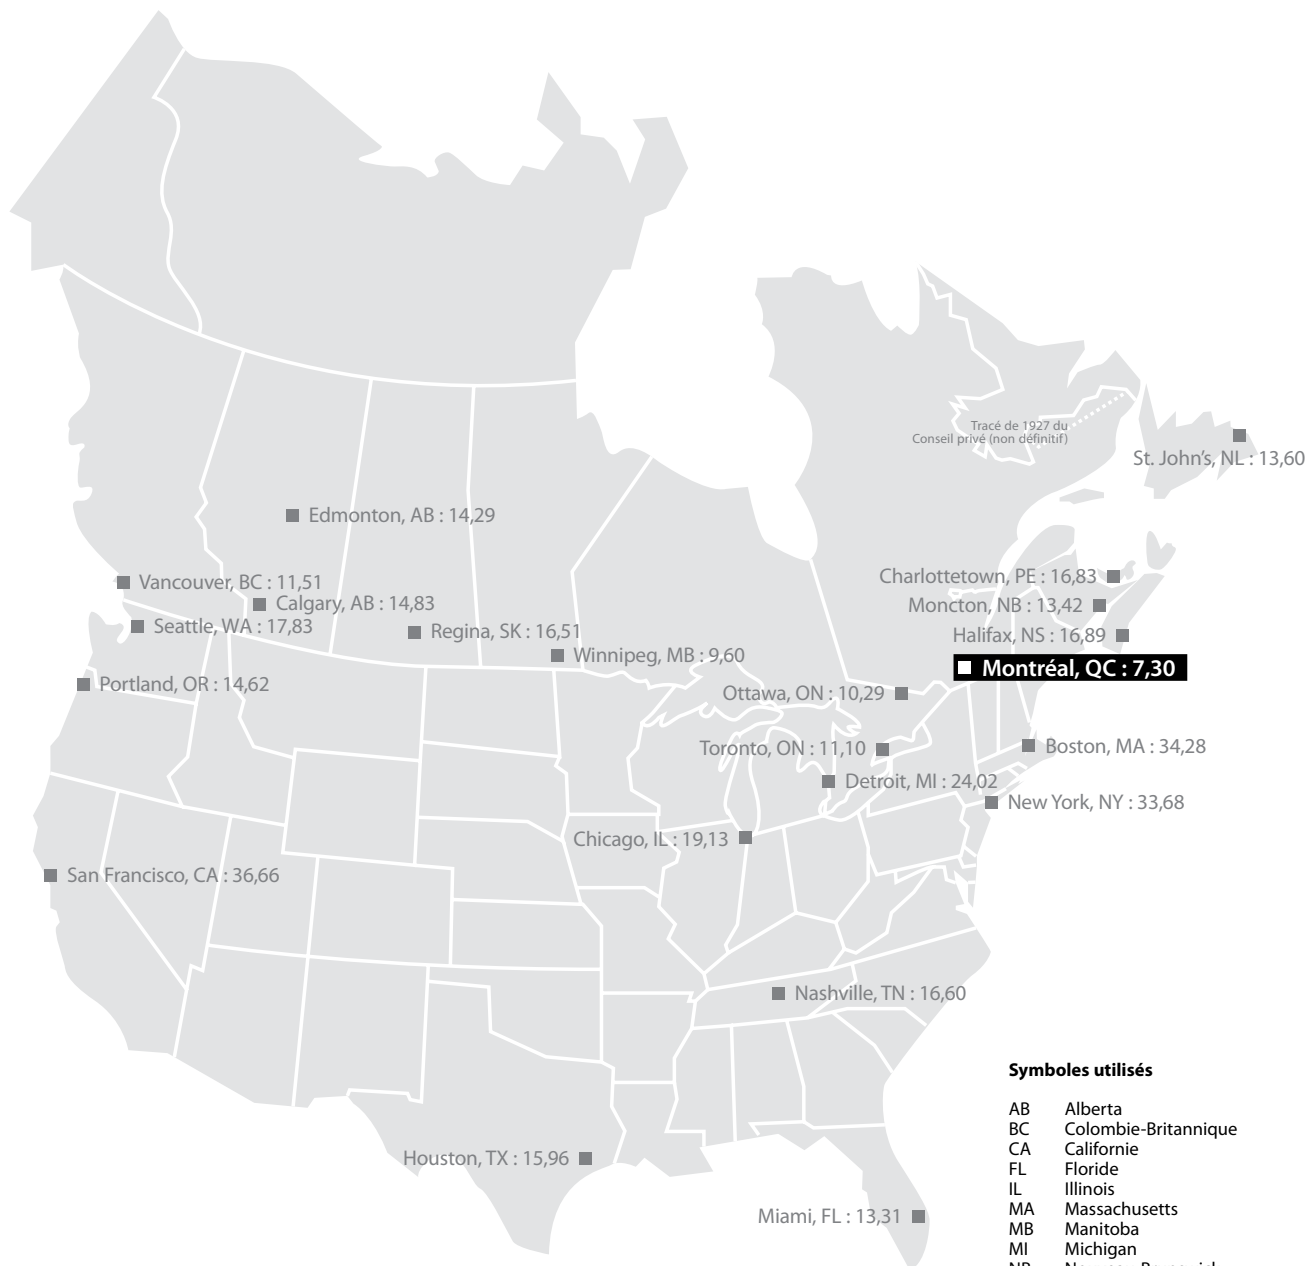 Tracé de 1927 du
Conseil privé (non définitif)
St. John’s, NL : 13,60
Edmonton, AB : 14,29
Vancouver, BC : 11,51
Charlottetown, PE : 16,83
Calgary, AB : 14,83
Moncton, NB : 13,42
Seattle, WA : 17,83
Regina, SK : 16,51
Halifax, NS : 16,89
Winnipeg, MB : 9,60
Montréal, QC : 7,30
Portland, OR : 14,62
Ottawa, ON : 10,29
Toronto, ON : 11,10
Boston, MA : 34,28
Detroit, MI : 24,02
New York, NY : 33,68
Chicago, IL : 19,13
San Francisco, CA : 36,66
Nashville, TN : 16,60
Houston, TX : 15,96
Miami, FL : 13,31
Symboles utilisés
AB Alberta
BC Colombie-Britannique
CA Californie
FL Floride
IL Illinois
MA Massachusetts
MB Manitoba
MI Michigan